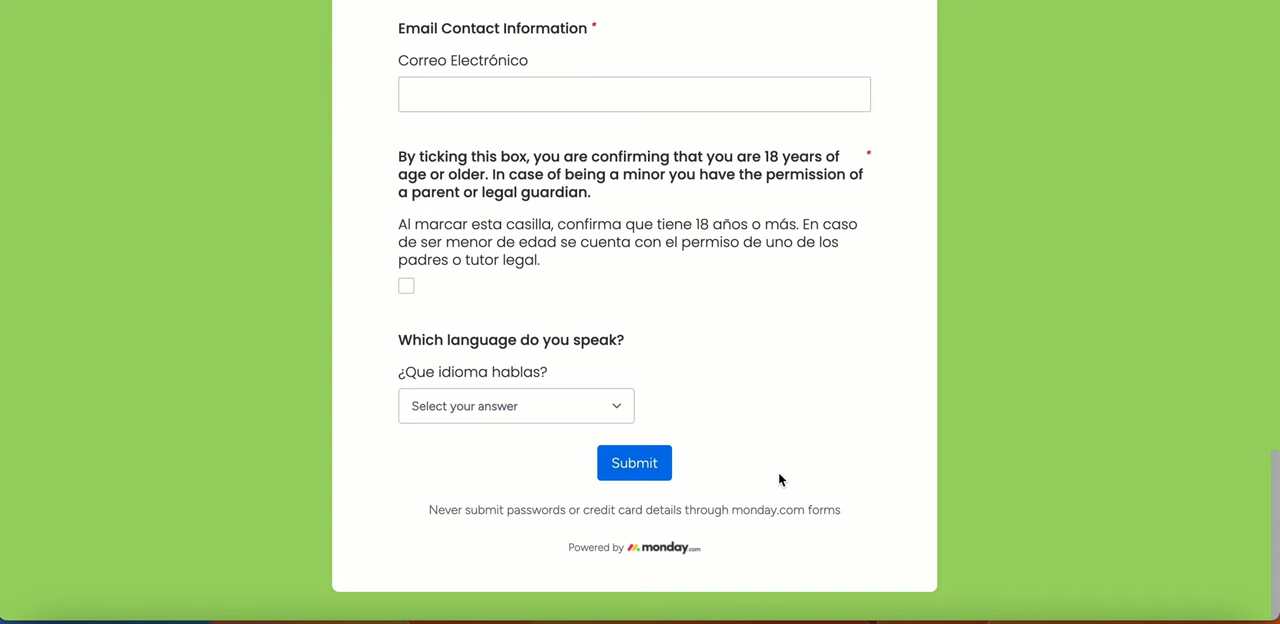 Email Contact Information *
Correo Electrónico
By ticking this box, you are confirming that you are 18 years of *
age or older. In case of being a minor you have the permission of
a parent or legal guardian.
Al marcar esta casilla, confirma que tiene 18 años o más. En caso
de ser menor de edad se cuenta con el permiso de uno de los
padres o tutor legal.
Which language do you speak?
¿Que idioma hablas?
Select your answer
Submit
Never submit passwords or credit card details through monday.com forms
Powered by monday.com